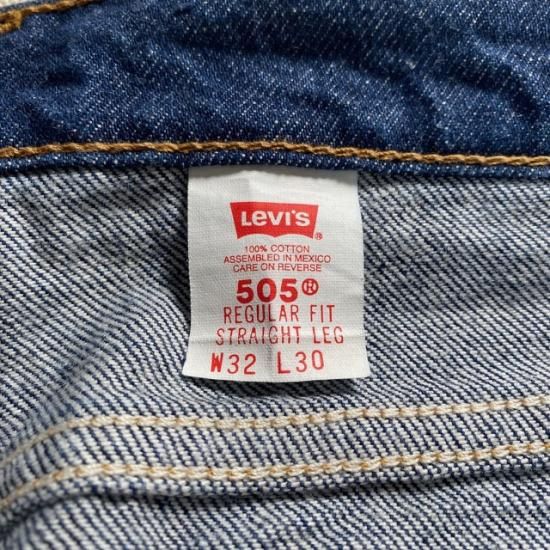 Levi's ®
100% COTTON
ASSEMBLED IN MEXICO
CARE ON REVERSE
505®
REGULAR FIT
STRAIGHT LEG
W32 L30